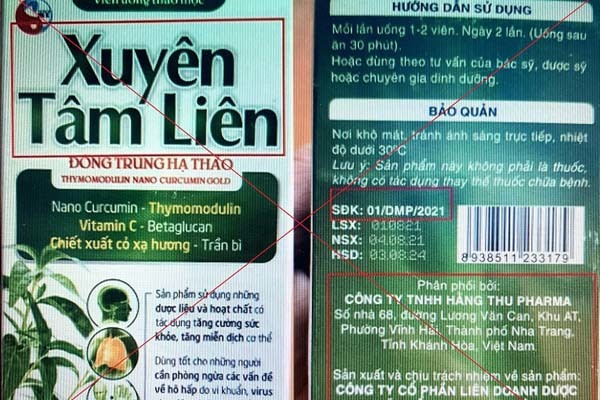 Viên uống thảo mộc
Xuyên
Tâm Liên
ĐÔNG TRÙNG HẠ THẢO
THYMOMODULIN NANO CURCUMIN GOLD
Nano Curcumin - Thymomodulin
Vitamin C - Betaglucan
Chiết xuất cỏ xạ hương - Trần bì
Sản phẩm sử dụng những
dược liệu và hoạt chất có
tác dụng tăng cường sức
khỏe, tăng miễn dịch cơ thể
Dùng tốt cho những người
cần phòng ngừa các vấn đề
về hô hấp do vi khuẩn, virus
HƯỚNG DẪN SỬ DỤNG
Mỗi lần uống 1-2 viên. Ngày 2 lần. (Uống sau
ăn 30 phút).
Hoặc dùng theo tư vấn của bác sỹ, dược sỹ
hoặc chuyên gia dinh dưỡng.
BẢO QUẢN
Nơi khô mát, tránh ánh sáng trực tiếp, nhiệt
độ dưới 30°C
Lưu ý: Sản phẩm này không phải là thuốc,
không có tác dụng thay thế thuốc chữa bệnh.
SĐK: 01/DMP/2021
LSX: 010821
NSX: 04.08.21
HSD: 03.08.24
8938511233179
Phân phối bởi:
CÔNG TY TNHH HẰNG THU PHARMA
Số nhà 68, đường Lương Văn Can, Khu AT,
Phường Vĩnh Hải, Thành phố Nha Trang,
Tỉnh Khánh Hòa, Việt Nam
Sản xuất và chịu trách nhiệm về sản phẩm:
CÔNG TY CỔ PHẦN LIÊN DOANH DƯỢC